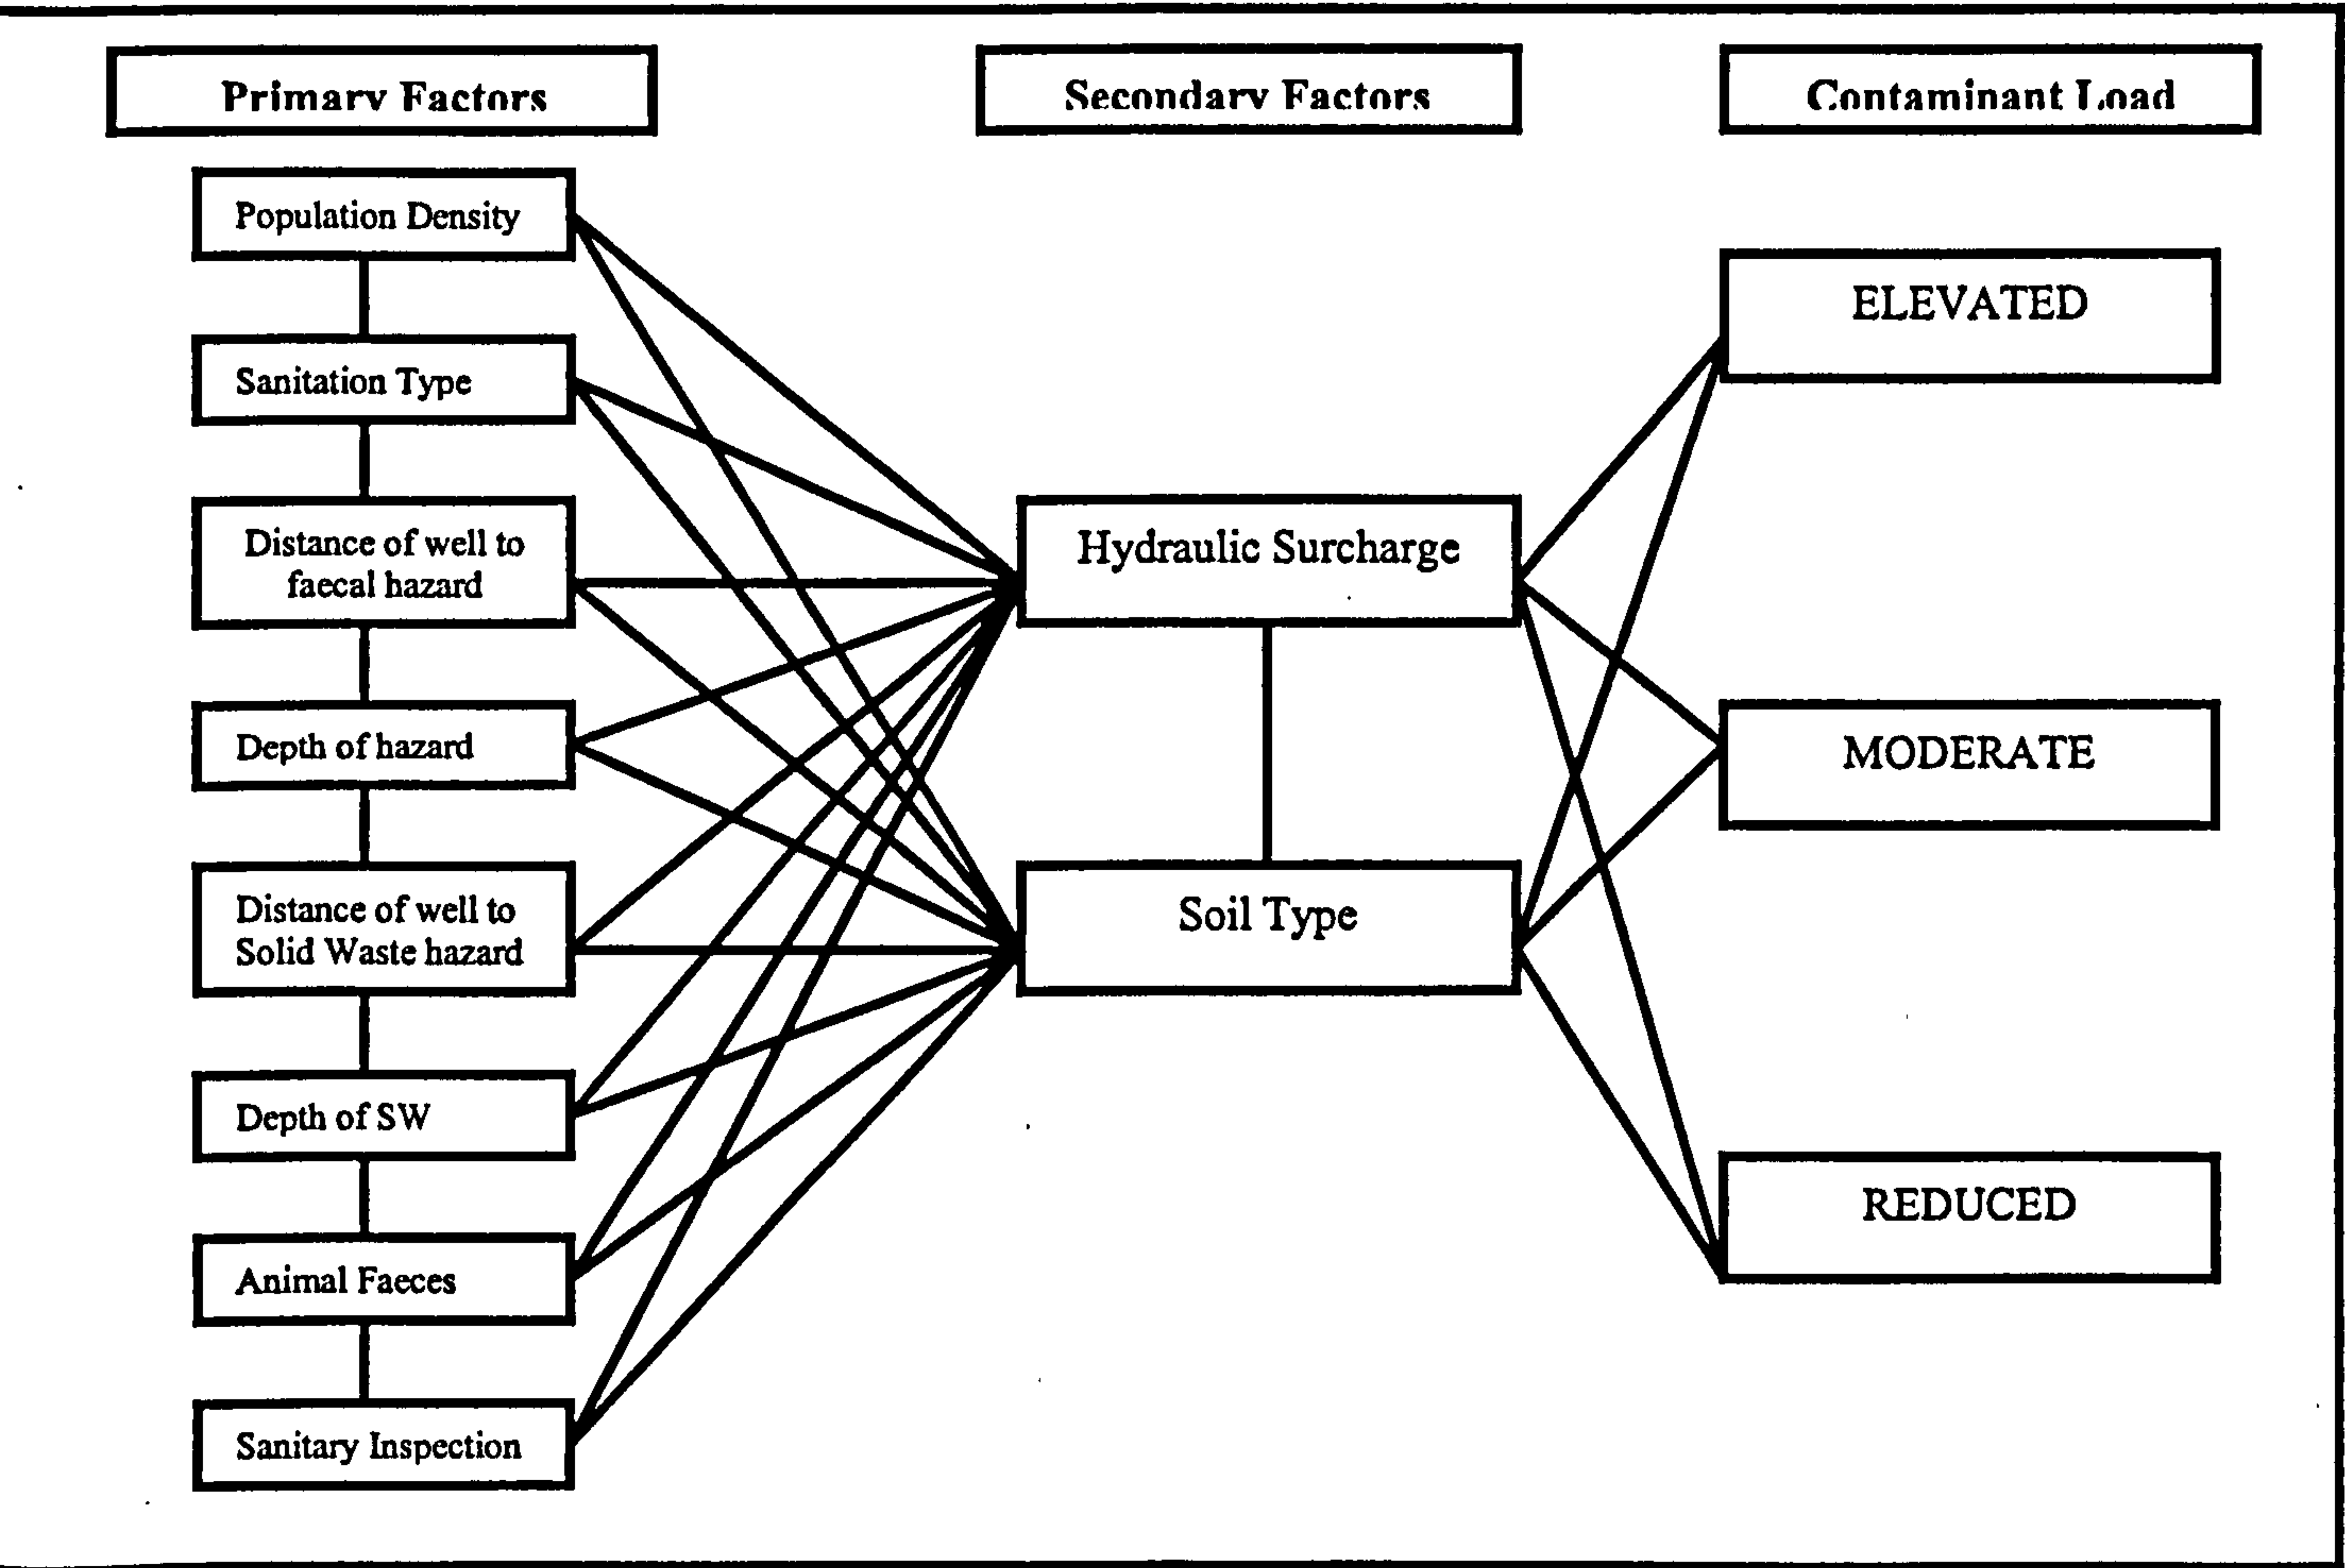 Primary Factors
Secondary Factors
Contaminant Load
Population Density
Sanitation Type
Distance of well to
faecal hazard
Depth of hazard
Distance of well to
Solid Waste hazard
Depth of SW
Animal Faeces
Sanitary Inspection
Hydraulic Surcharge
Soil Type
ELEVATED
MODERATE
REDUCED